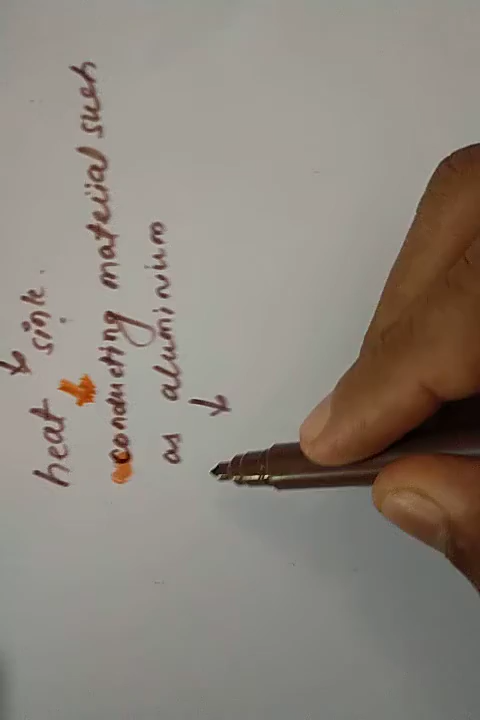 ↓
heat sink.
↓
conducting material such
as aluminium
↓